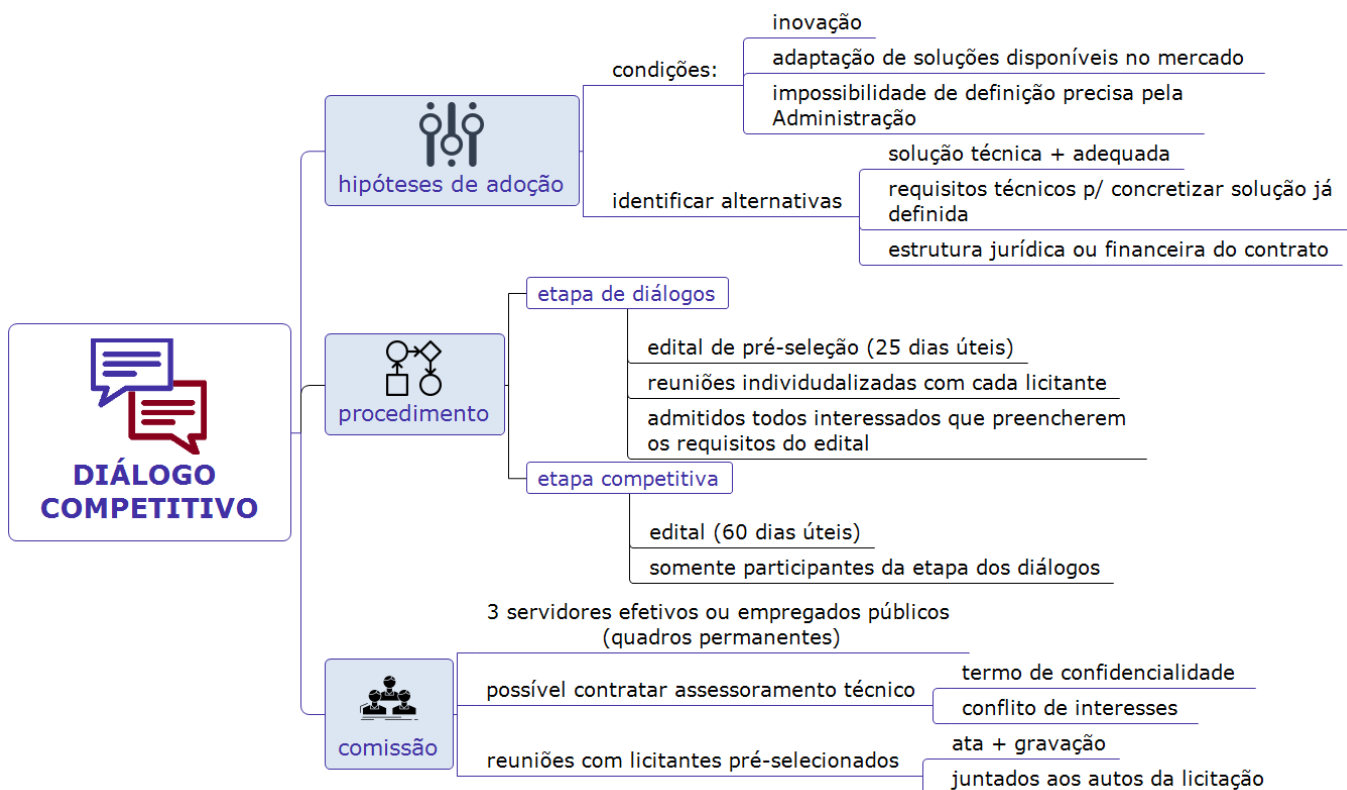 DIÁLOGO
COMPETITIVO
hipóteses de adoção
condições:
inovação
adaptação de soluções disponíveis no mercado
impossibilidade de definição precisa pela
Administração
identificar alternativas
solução técnica + adequada
requisitos técnicos p/ concretizar solução já
definida
estrutura jurídica ou financeira do contrato
procedimento
etapa de diálogos
edital de pré-seleção (25 dias úteis)
reuniões individudalizadas com cada licitante
admitidos todos interessados que preencherem
os requisitos do edital
etapa competitiva
edital (60 dias úteis)
somente participantes da etapa dos diálogos
comissão
3 servidores efetivos ou empregados públicos
(quadros permanentes)
possível contratar assessoramento técnico
termo de confidencialidade
conflito de interesses
reuniões com licitantes pré-selecionados
ata + gravação
juntados aos autos da licitação